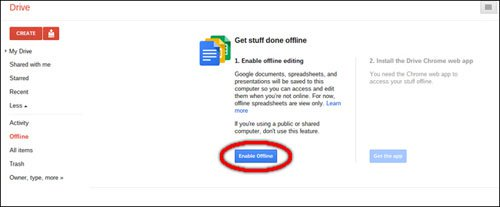 Drive
CREATE
My Drive
Shared with me
Starred
Recent
Less
Activity
Offline
All items
Trash
Owner, type, more »
Get stuff done offline
1. Enable offline editing
Google documents, spreadsheets, and
presentations will be saved to this
computer so you can access and edit
them when you're not online. For now,
offline spreadsheets are view only. Learn
more
If you're using a public or shared
computer, don't use this feature.
Enable Offline
2. Install the Drive Chrome web app
You need the Chrome web app to
access your stuff offline.
Get the app